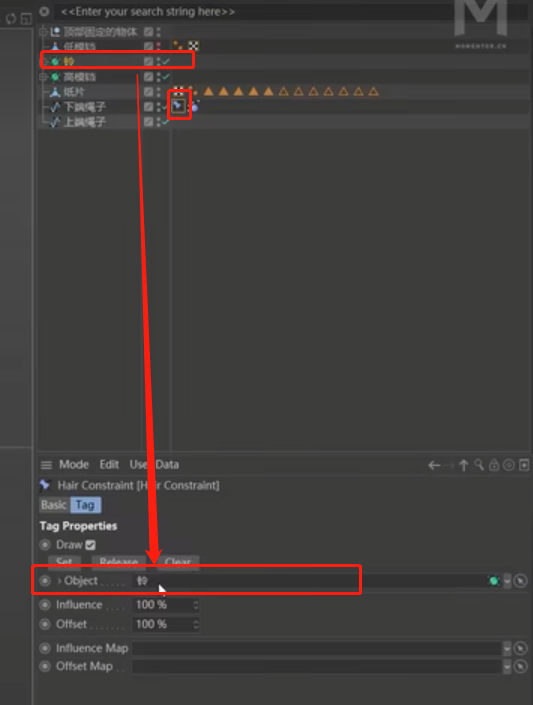 <<Enter your search string here>>
MOMENTER.CN
顶部固定的物体
低模铛
铃
高模铛
纸片
下端绳子
上端绳子
Mode Edit User Data
Hair Constraint [Hair Constraint]
Basic Tag
Tag Properties
Draw
Set Release Clear
Object 铃
Influence 100 %
Offset 100 %
Influence Map
Offset Map